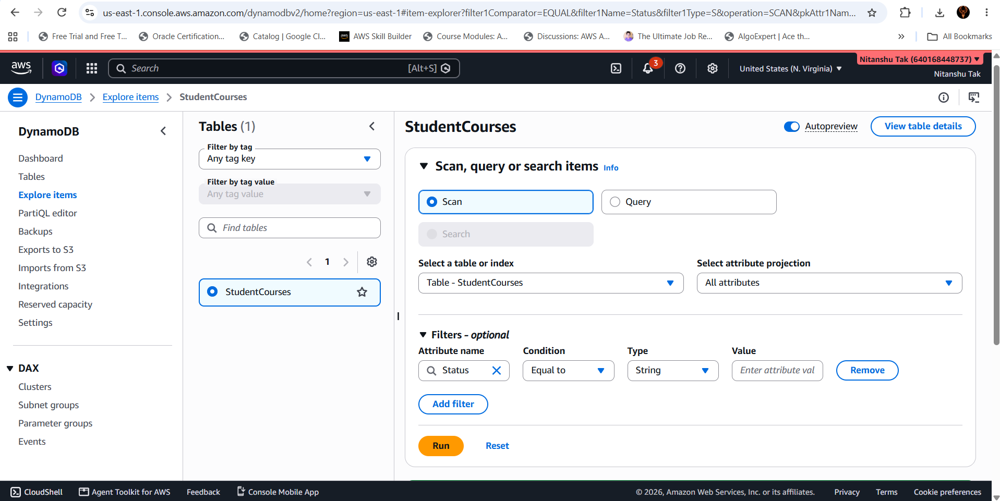 us-east-1.console.aws.amazon.com/dynamodbv2/home?region=us-east-1#item-explorer?filter1Comparator=EQUAL&filter1Name=Status&filter1Type=S&operation=SCAN&pkAttr1Nam...
Free Trial and Free T...
Oracle Certification...
Catalog | Google Cl...
aws
AWS Skill Builder
Course Modules: A...
Discussions: AWS A...
The Ultimate Job Re...
AlgoExpert | Ace th...
All Bookmarks
aws
Search
[Alt+S]
3
United States (N. Virginia)
Nitanshu Tak (640168448737)
Nitanshu Tak
DynamoDB
Explore items
StudentCourses
DynamoDB
Dashboard
Tables
Explore items
PartiQL editor
Backups
Exports to S3
Imports from S3
Integrations
Reserved capacity
Settings
DAX
Clusters
Subnet groups
Parameter groups
Events
Tables (1)
Filter by tag
Any tag key
Filter by tag value
Any tag value
Find tables
1
StudentCourses
StudentCourses
Autopreview
View table details
Scan, query or search items Info
Scan
Query
Search
Select a table or index
Table - StudentCourses
Select attribute projection
All attributes
Filters - optional
Attribute name
Condition
Type
Value
Status
Equal to
String
Enter attribute val
Remove
Add filter
Run
Reset
CloudShell
Agent Toolkit for AWS
Feedback
Console Mobile App
© 2026, Amazon Web Services, Inc. or its affiliates.
Privacy
Terms
Cookie preferences